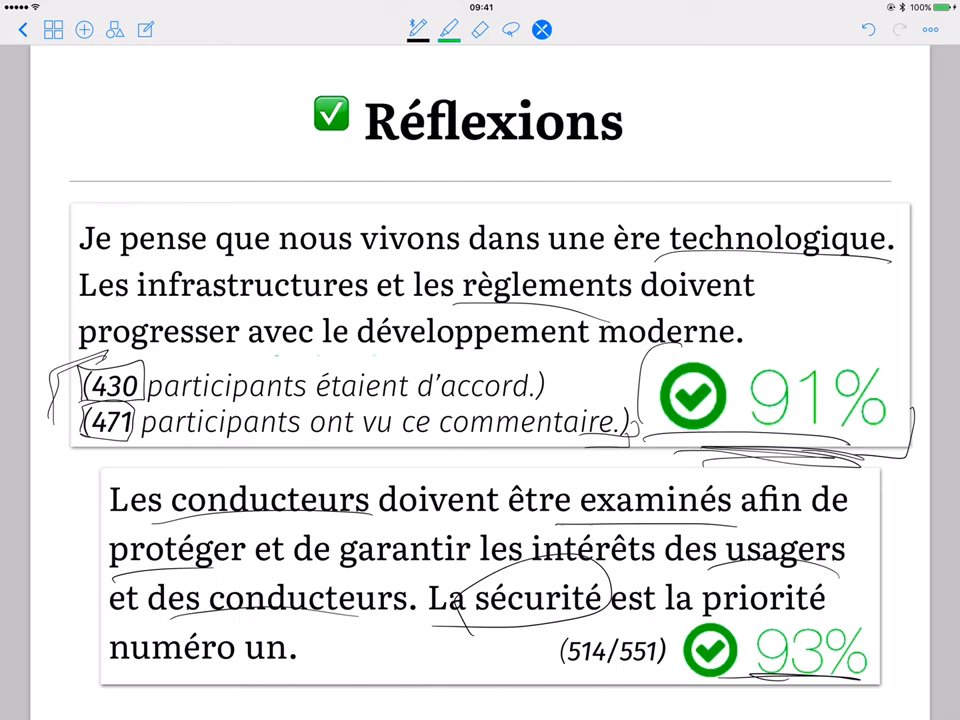 09:41
100%
Réflexions
Je pense que nous vivons dans une ère technologique.
Les infrastructures et les règlements doivent
progresser avec le développement moderne.
(430 participants étaient d’accord.)
(471 participants ont vu ce commentaire.)
91%
Les conducteurs doivent être examinés afin de
protéger et de garantir les intérêts des usagers
et des conducteurs. La sécurité est la priorité
numéro un.
(514/551)
93%